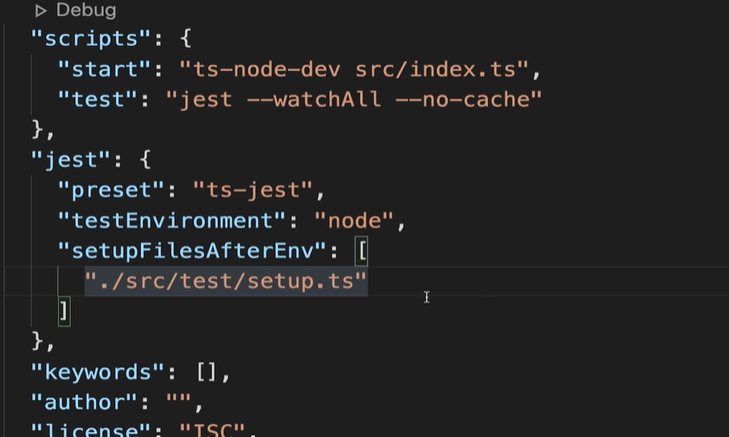 Debug
"scripts": {
"start": "ts-node-dev src/index.ts",
"test": "jest --watchAll --no-cache"
},
"jest": {
"preset": "ts-jest",
"testEnvironment": "node",
"setupFilesAfterEnv": [
"./src/test/setup.ts"
]
},
"keywords": [],
"author": "",
"license": "ISC",